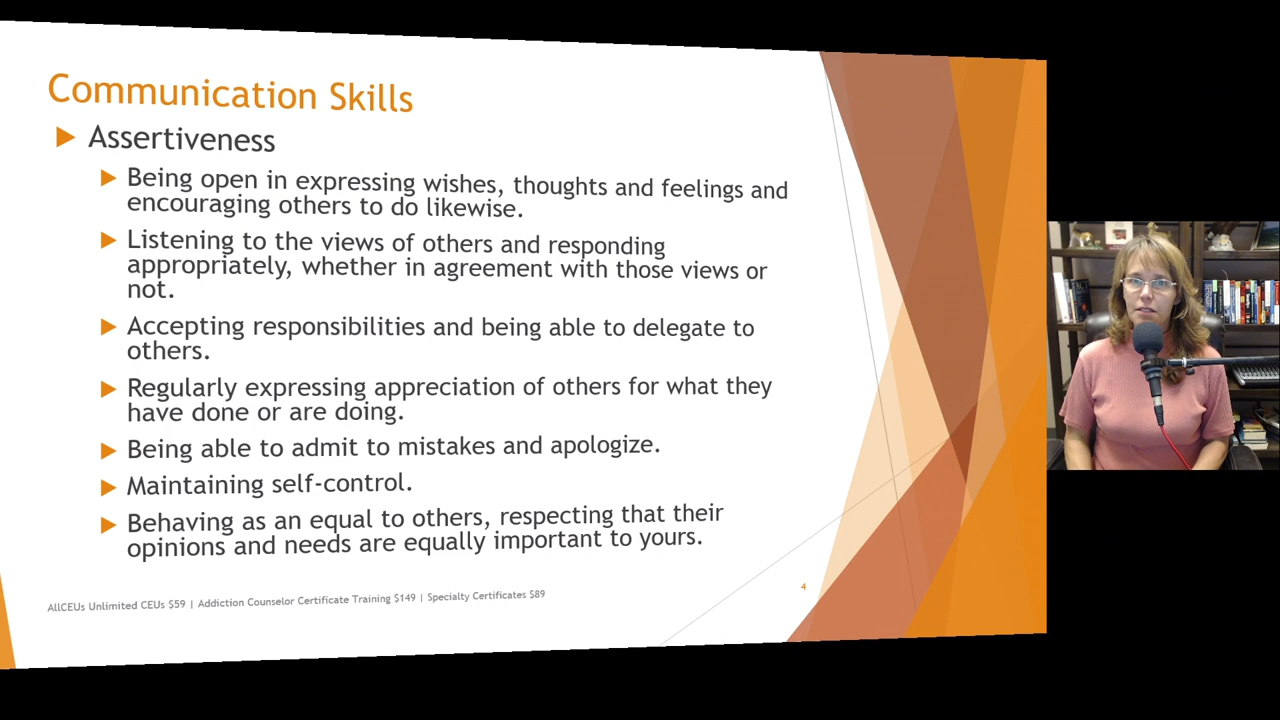 Communication Skills
Assertiveness
Being open in expressing wishes, thoughts and feelings and
encouraging others to do likewise.
Listening to the views of others and responding
appropriately, whether in agreement with those views or
not.
Accepting responsibilities and being able to delegate to
others.
Regularly expressing appreciation of others for what they
have done or are doing.
Being able to admit to mistakes and apologize.
Maintaining self-control.
Behaving as an equal to others, respecting that their
opinions and needs are equally important to yours.
AllCEUs Unlimited CEUs $59 | Addiction Counselor Certificate Training $149 | Specialty Certificates $89
4